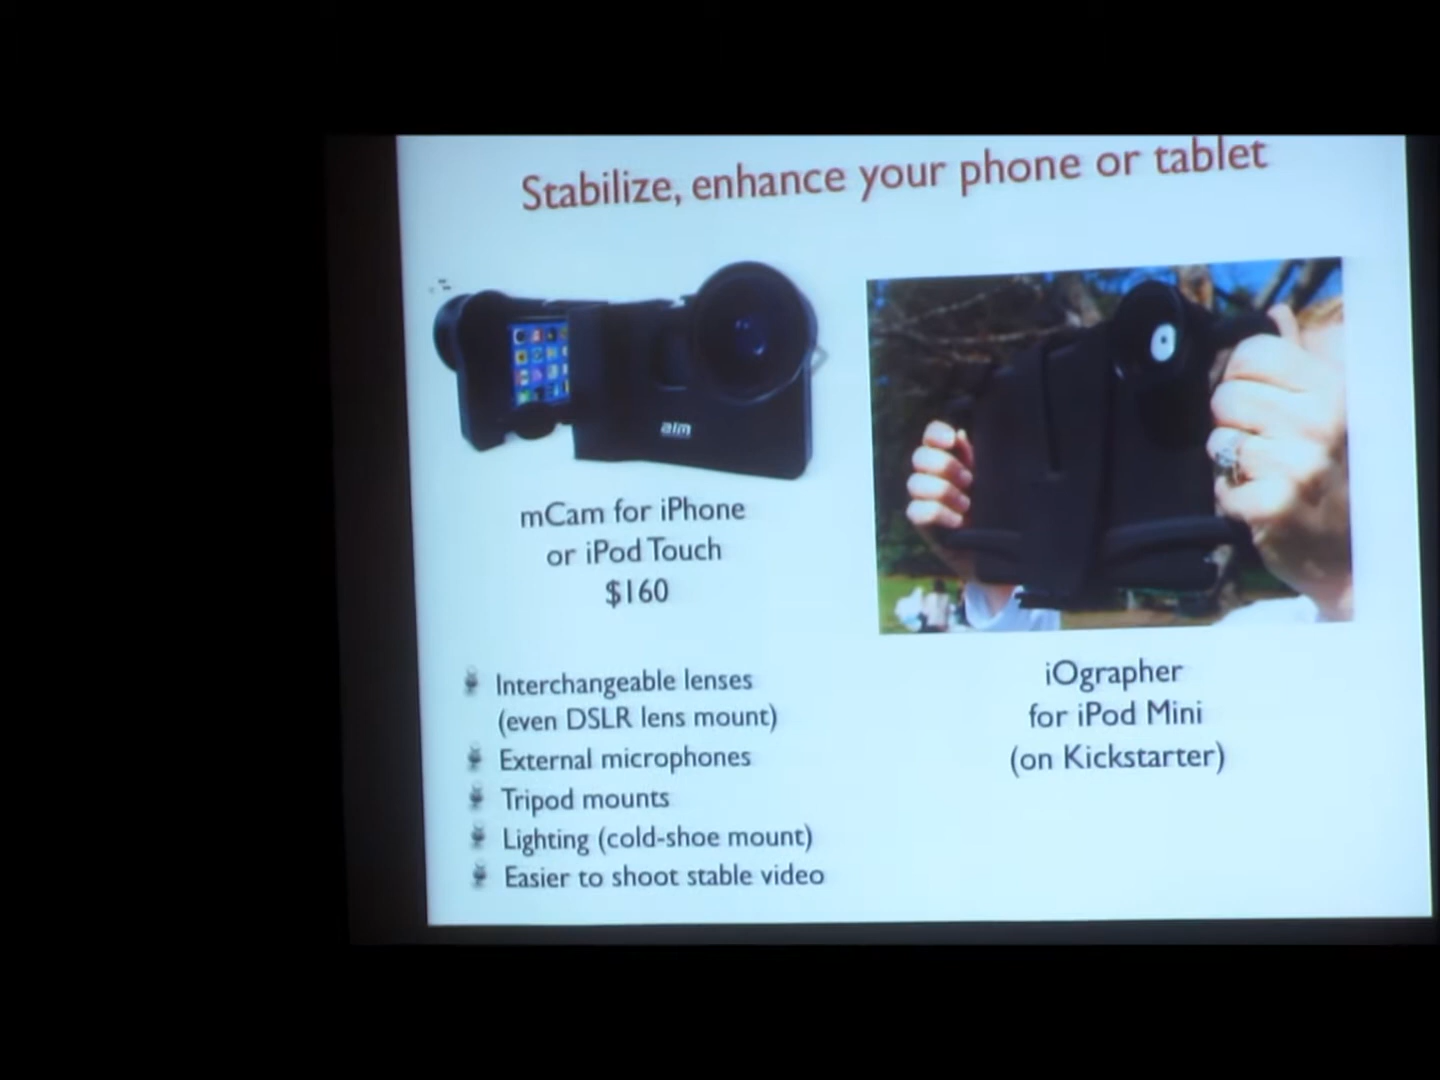 Stabilize, enhance your phone or tablet
alm
mCam for iPhone
or iPod Touch
$160
Interchangeable lenses
(even DSLR lens mount)
External microphones
Tripod mounts
Lighting (cold-shoe mount)
Easier to shoot stable video
iOgrapher
for iPod Mini
(on Kickstarter)